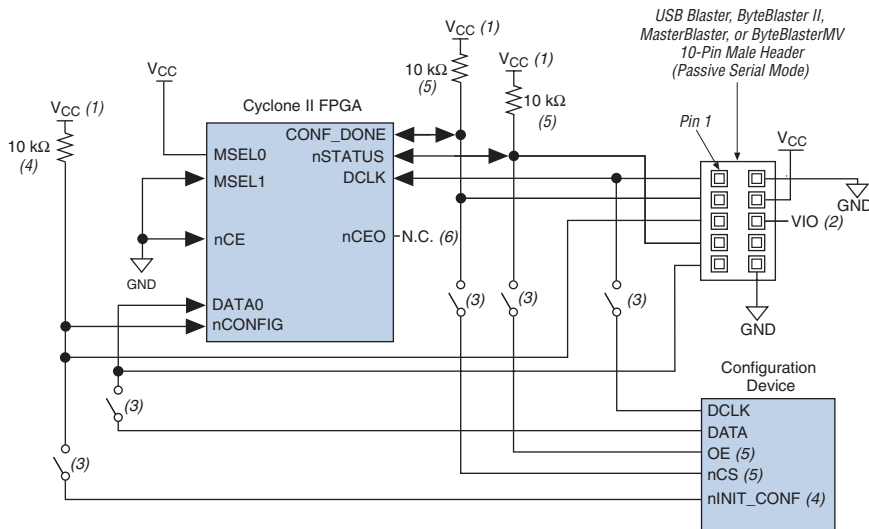 USB Blaster, ByteBlaster II,
MasterBlaster, or ByteBlasterMV
10-Pin Male Header
(Passive Serial Mode)
VCC (1)
10 kΩ
(5)
VCC (1)
10 kΩ
(5)
VCC
VCC (1)
10 kΩ
(4)
Cyclone II FPGA
MSEL0
MSEL1
nCE
DATA0
nCONFIG
CONF_DONE
nSTATUS
DCLK
nCEO
N.C. (6)
GND
Pin 1
VCC
GND
VIO (2)
GND
(3)
(3)
(3)
(3)
(3)
Configuration
Device
DCLK
DATA
OE (5)
nCS (5)
nINIT_CONF (4)